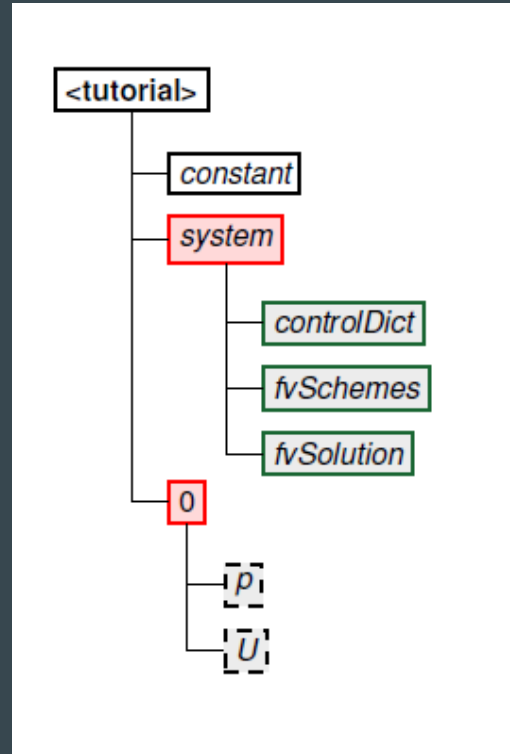 <tutorial>
constant
system
controlDict
fvSchemes
fvSolution
0
p
U